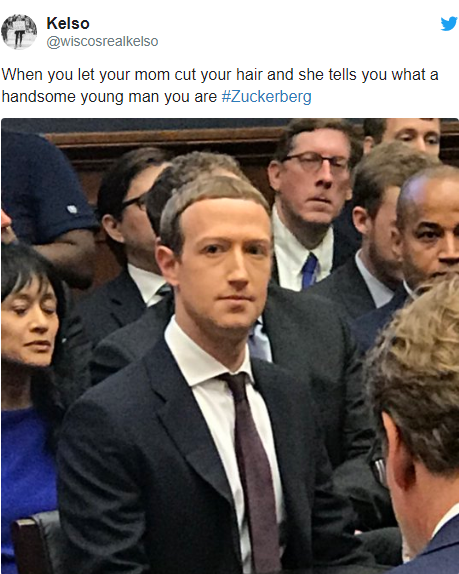 Kelso
@wiscosrealkelso
When you let your mom cut your hair and she tells you what a
handsome young man you are #Zuckerberg